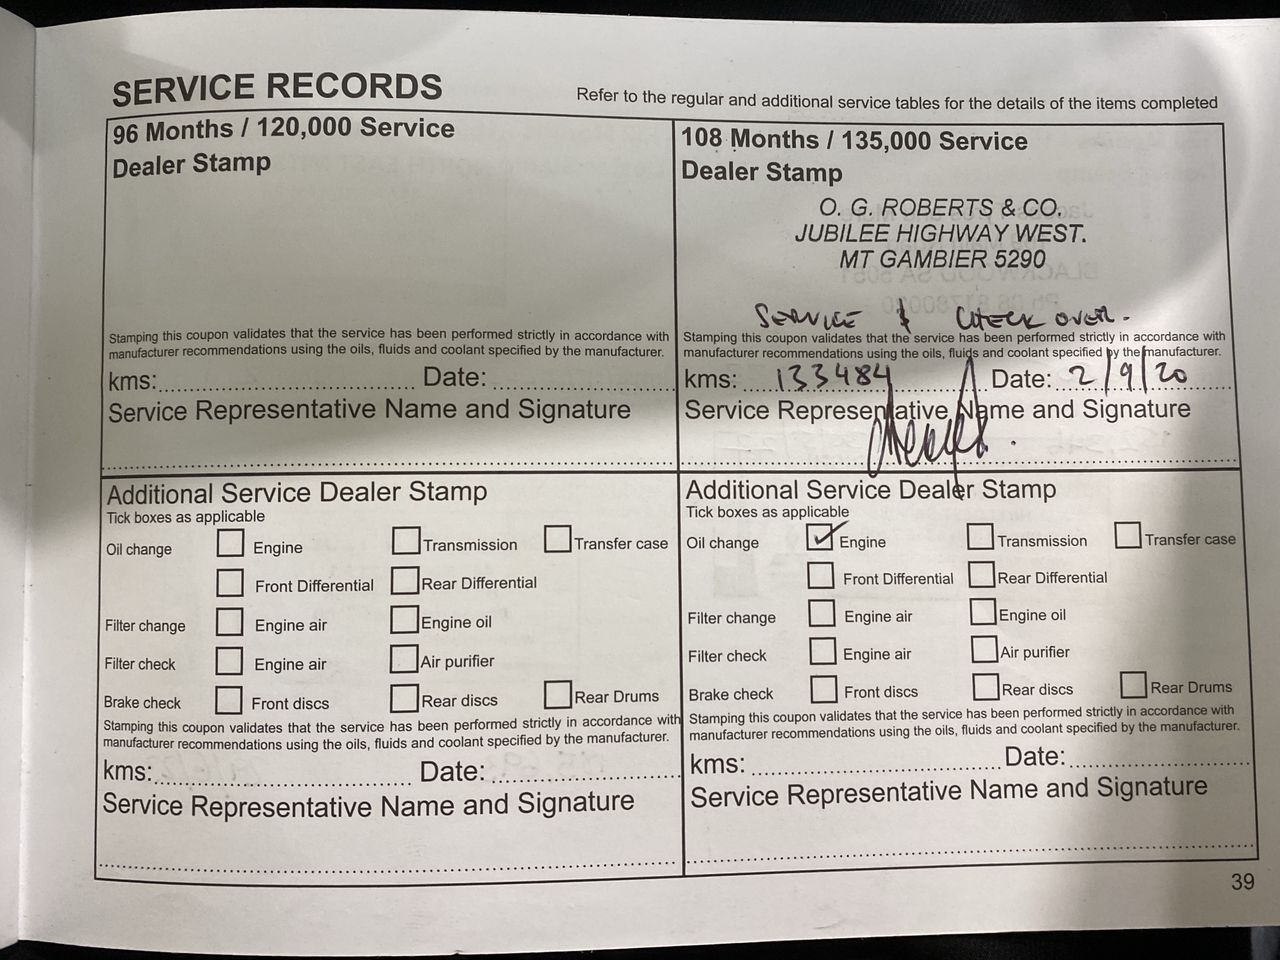 SERVICE RECORDS
Refer to the regular and additional service tables for the details of the items completed
96 Months / 120,000 Service
Dealer Stamp
Stamping this coupon validates that the service has been performed strictly in accordance with
manufacturer recommendations using the oils, fluids and coolant specified by the manufacturer.
kms: Date:
Service Representative Name and Signature
108 Months / 135,000 Service
Dealer Stamp
O. G. ROBERTS & CO.
JUBILEE HIGHWAY WEST.
MT GAMBIER 5290
SERVICE & CHECK OVER.
Stamping this coupon validates that the service has been performed strictly in accordance with
manufacturer recommendations using the oils, fluids and coolant specified by the manufacturer.
kms: 133484 Date: 2/9/20
Service Representative Name and Signature
Additional Service Dealer Stamp
Tick boxes as applicable
Oil change Engine Transmission Transfer case
Front Differential Rear Differential
Filter change Engine air Engine oil
Filter check Engine air Air purifier
Brake check Front discs Rear discs Rear Drums
Stamping this coupon validates that the service has been performed strictly in accordance with
manufacturer recommendations using the oils, fluids and coolant specified by the manufacturer.
kms: Date:
Service Representative Name and Signature
Additional Service Dealer Stamp
Tick boxes as applicable
Oil change Engine Transmission Transfer case
Front Differential Rear Differential
Filter change Engine air Engine oil
Filter check Engine air Air purifier
Brake check Front discs Rear discs Rear Drums
Stamping this coupon validates that the service has been performed strictly in accordance with
manufacturer recommendations using the oils, fluids and coolant specified by the manufacturer.
kms: Date:
Service Representative Name and Signature
39